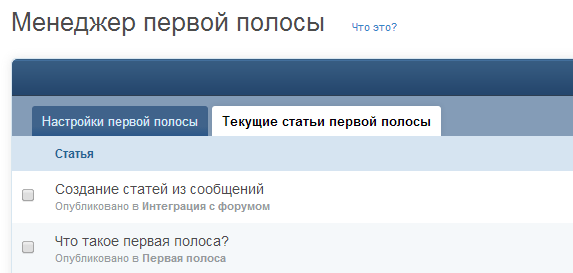 Менеджер первой полосы Что это?
Настройки первой полосы Текущие статьи первой полосы
Статья
Создание статей из сообщений
Опубликовано в Интеграция с форумом
Что такое первая полоса?
Опубликовано в Первая полоса